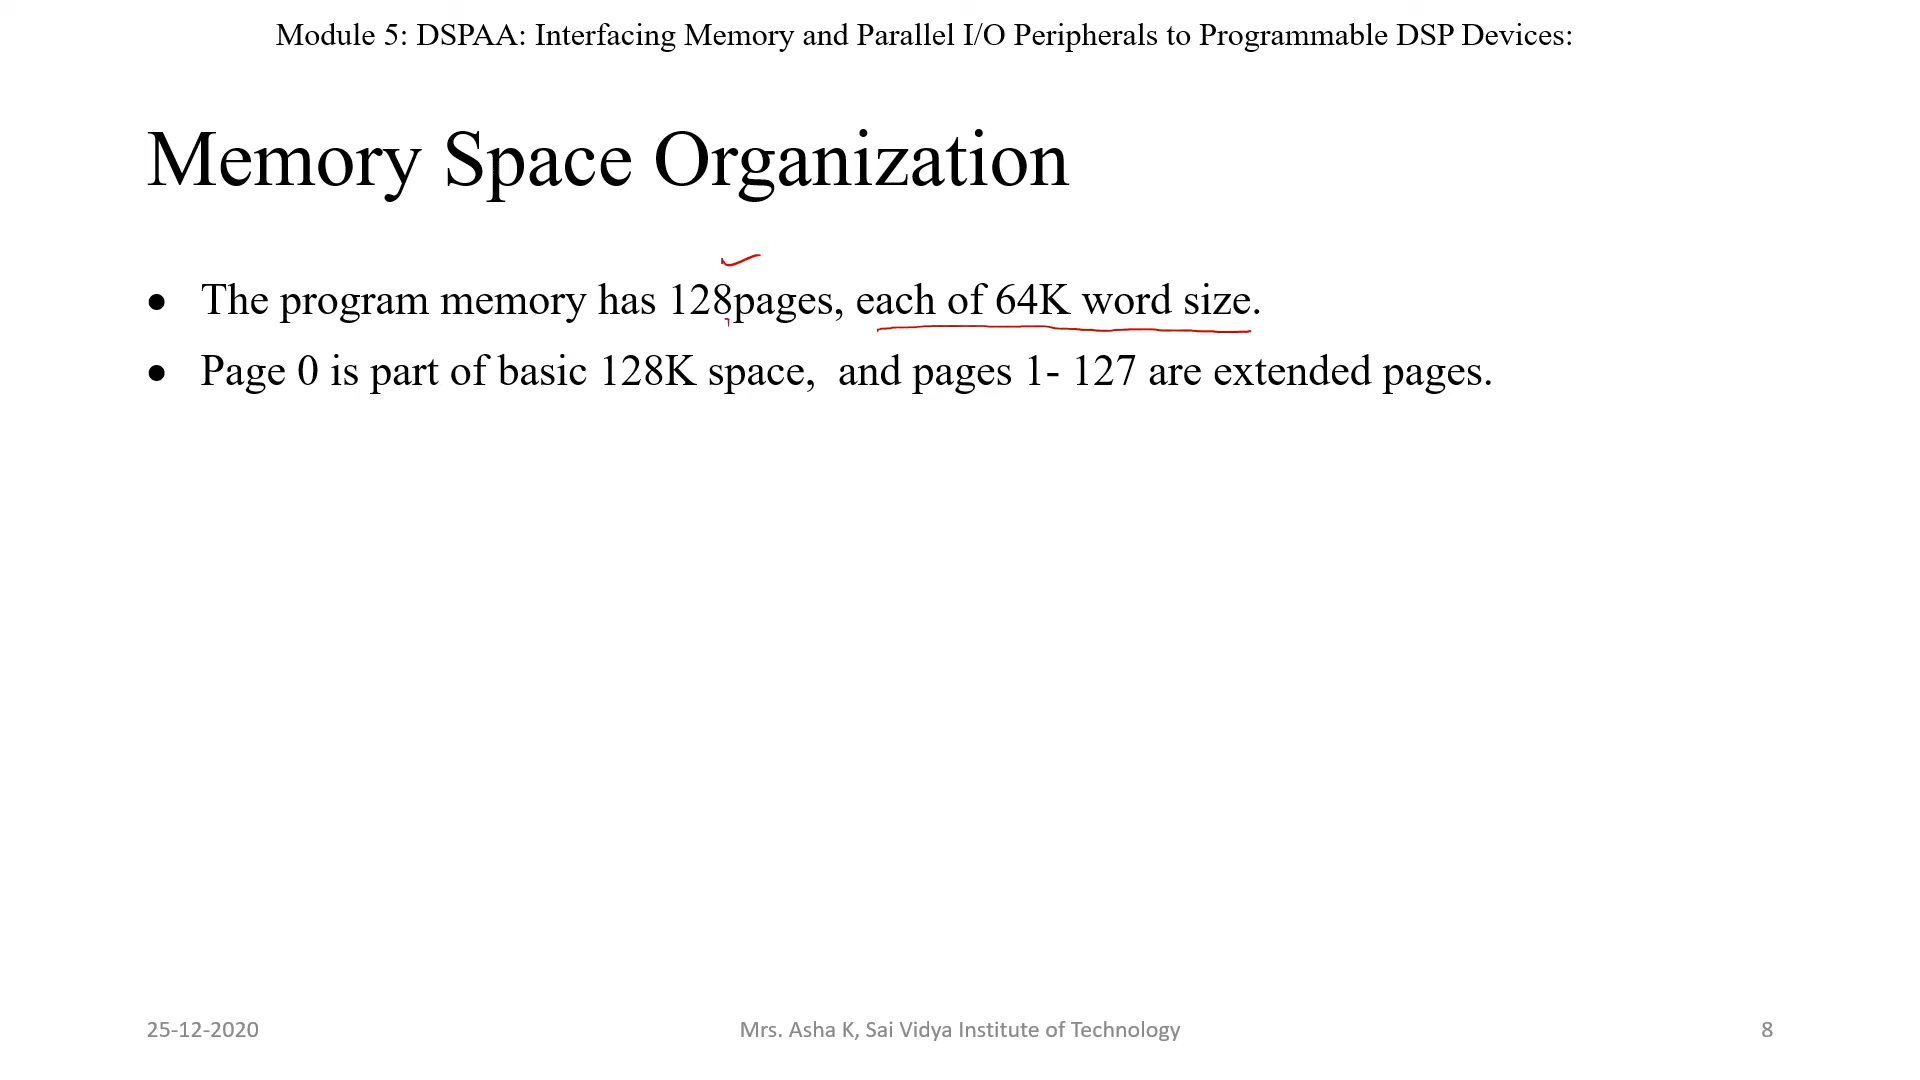 Module 5: DSPAA: Interfacing Memory and Parallel I/O Peripherals to Programmable DSP Devices:
Memory Space Organization
• The program memory has 128pages, each of 64K word size.
• Page 0 is part of basic 128K space, and pages 1- 127 are extended pages.
25-12-2020
Mrs. Asha K, Sai Vidya Institute of Technology
8